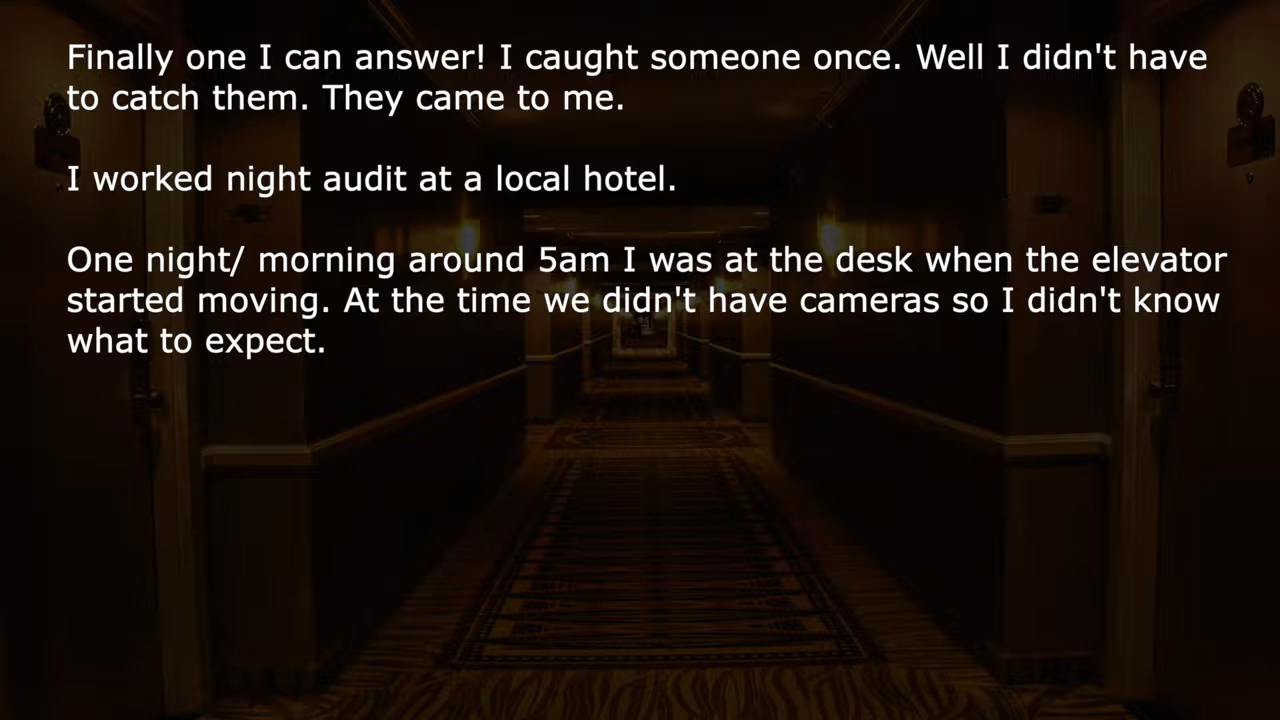 Finally one I can answer! I caught someone once. Well I didn't have
to catch them. They came to me.
I worked night audit at a local hotel.
One night/ morning around 5am I was at the desk when the elevator
started moving. At the time we didn't have cameras so I didn't know
what to expect.